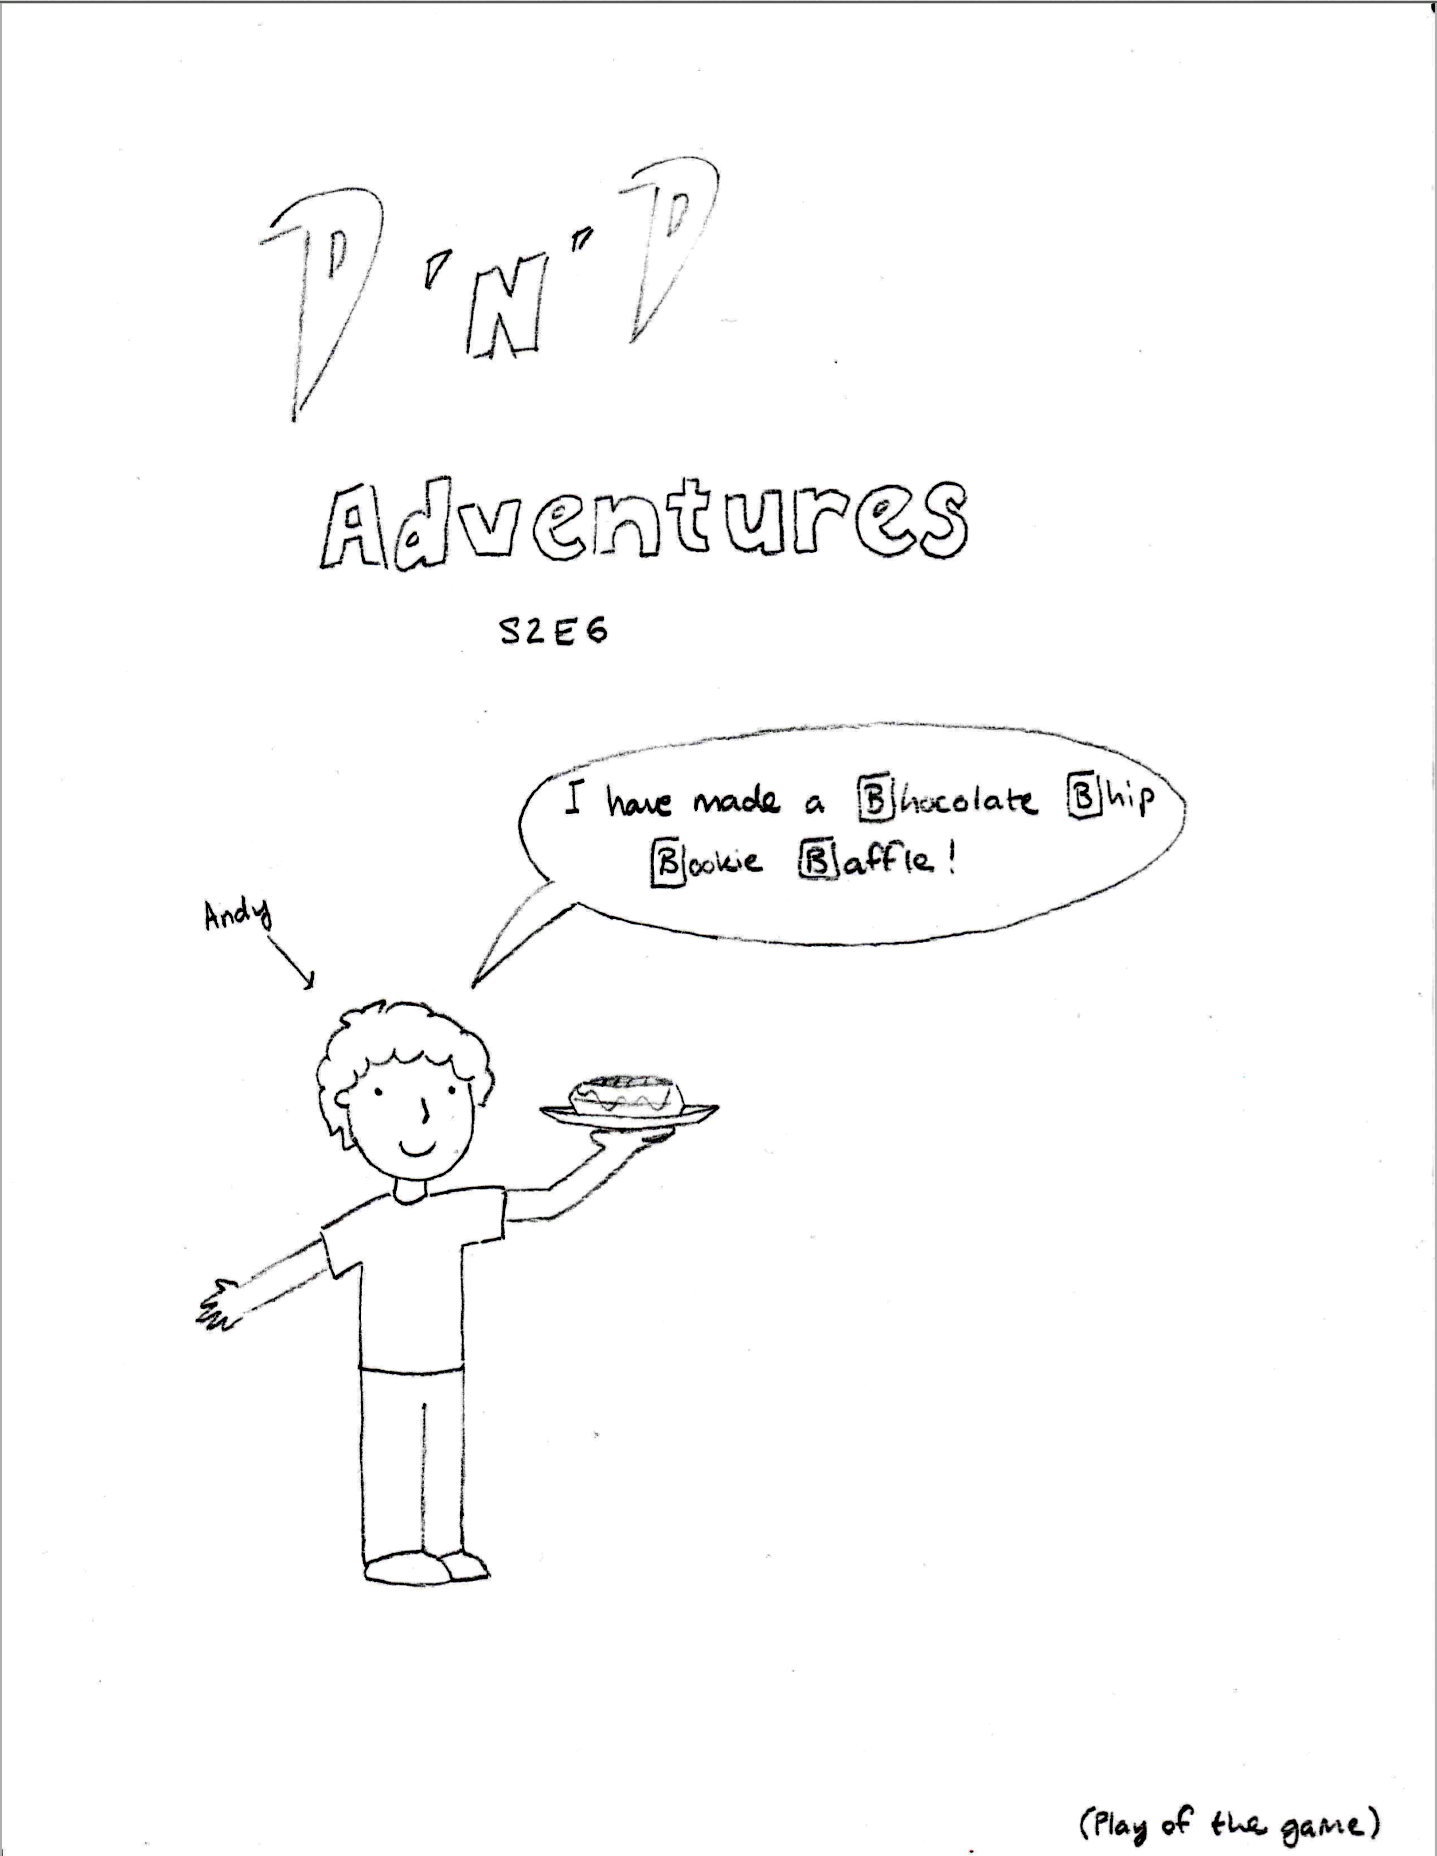 D 'N' D
Adventures
S2E6
I have made a Bhocolate Bhip
Bookie Baffle!
Andy
(Play of the game)